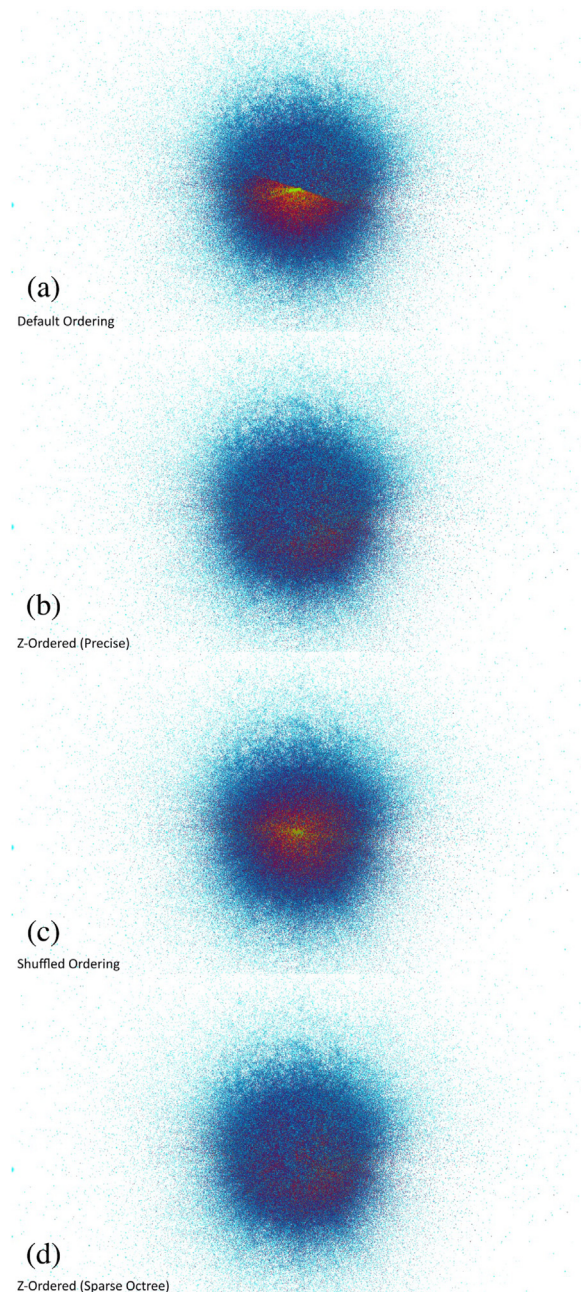 (a)
Default Ordering
(b)
Z-Ordered (Precise)
(c)
Shuffled Ordering
(d)
Z-Ordered (Sparse Octree)